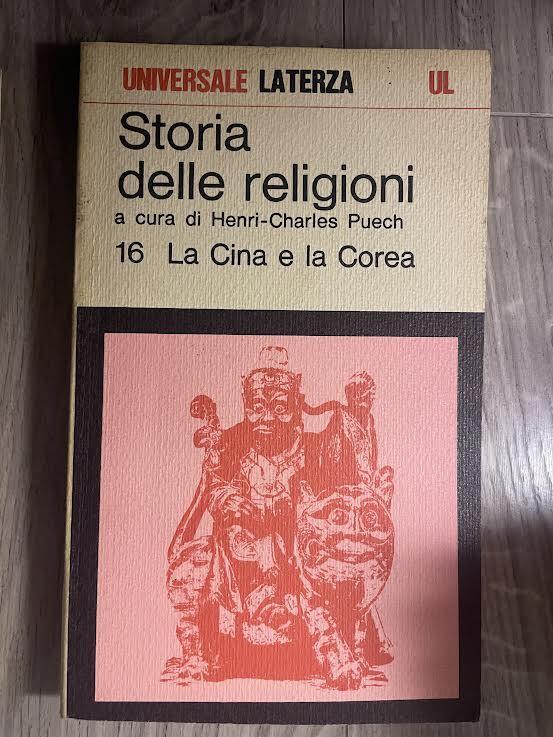 UNIVERSALE LATERZA UL
Storia
delle religioni
a cura di Henri-Charles Puech
16 La Cina e la Corea